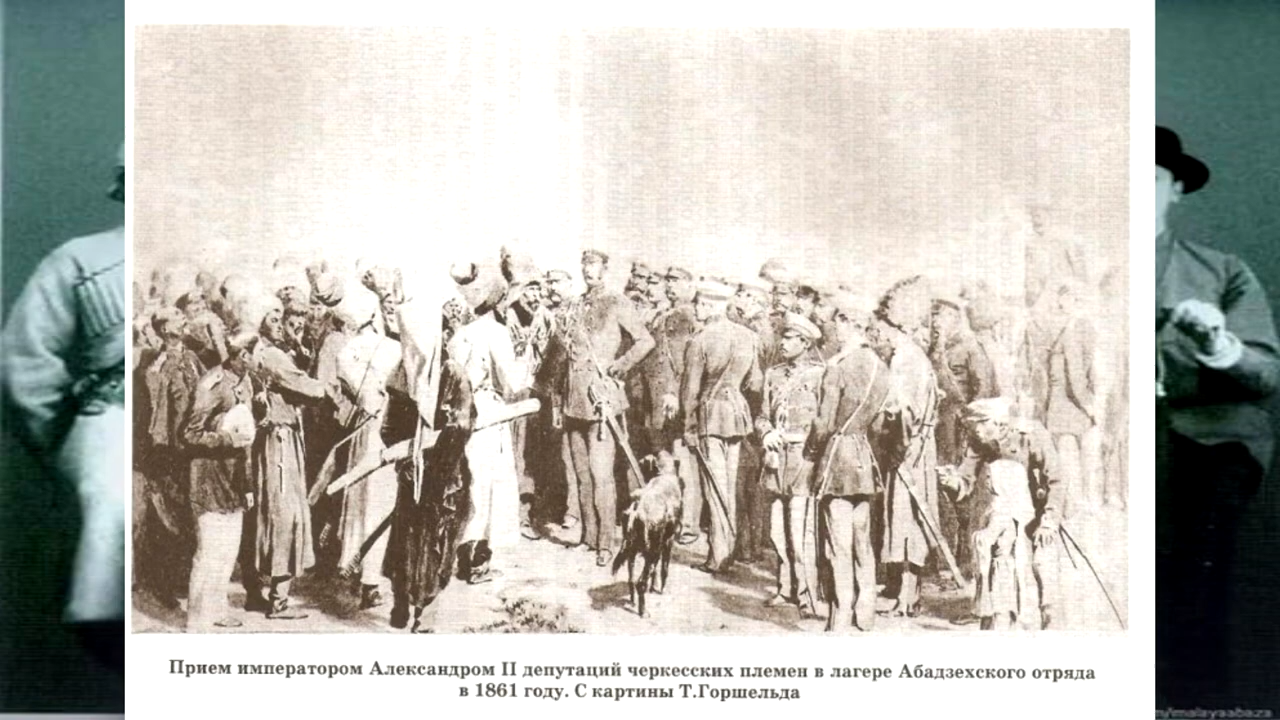 Прием императором Александром II депутаций черкесских племен в лагере Абадзехского отряда
в 1861 году. С картины Т.Горшельда